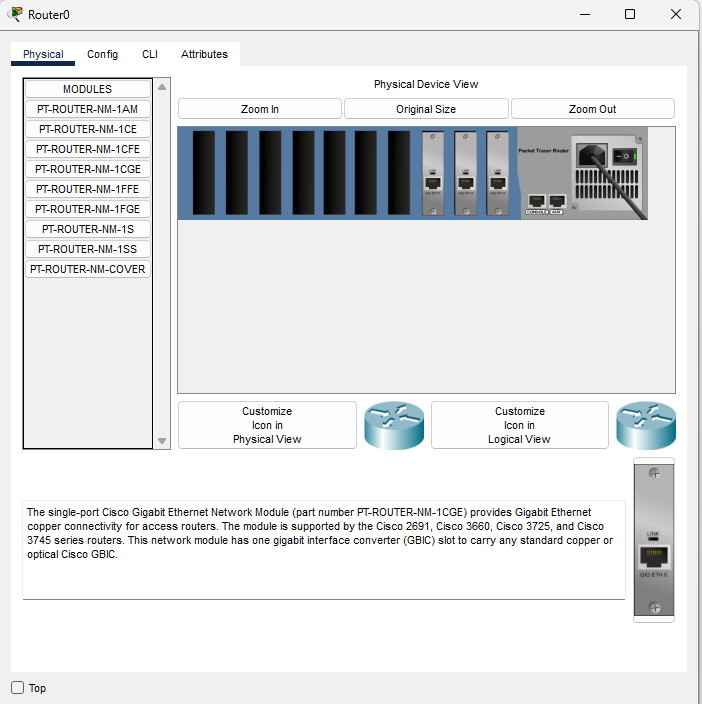 Router0
Physical
Config
CLI
Attributes
MODULES
PT-ROUTER-NM-1AM
PT-ROUTER-NM-1CE
PT-ROUTER-NM-1CFE
PT-ROUTER-NM-1CGE
PT-ROUTER-NM-1FFE
PT-ROUTER-NM-1FGE
PT-ROUTER-NM-1S
PT-ROUTER-NM-1SS
PT-ROUTER-NM-COVER
Physical Device View
Zoom In
Original Size
Zoom Out
Packet Tracer Router
CONSOLE
AUX
Customize
Icon in
Physical View
Customize
Icon in
Logical View
The single-port Cisco Gigabit Ethernet Network Module (part number PT-ROUTER-NM-1CGE) provides Gigabit Ethernet
copper connectivity for access routers. The module is supported by the Cisco 2691, Cisco 3660, Cisco 3725, and Cisco
3745 series routers. This network module has one gigabit interface converter (GBIC) slot to carry any standard copper or
optical Cisco GBIC.
LINK
GIG ETH 0
Top